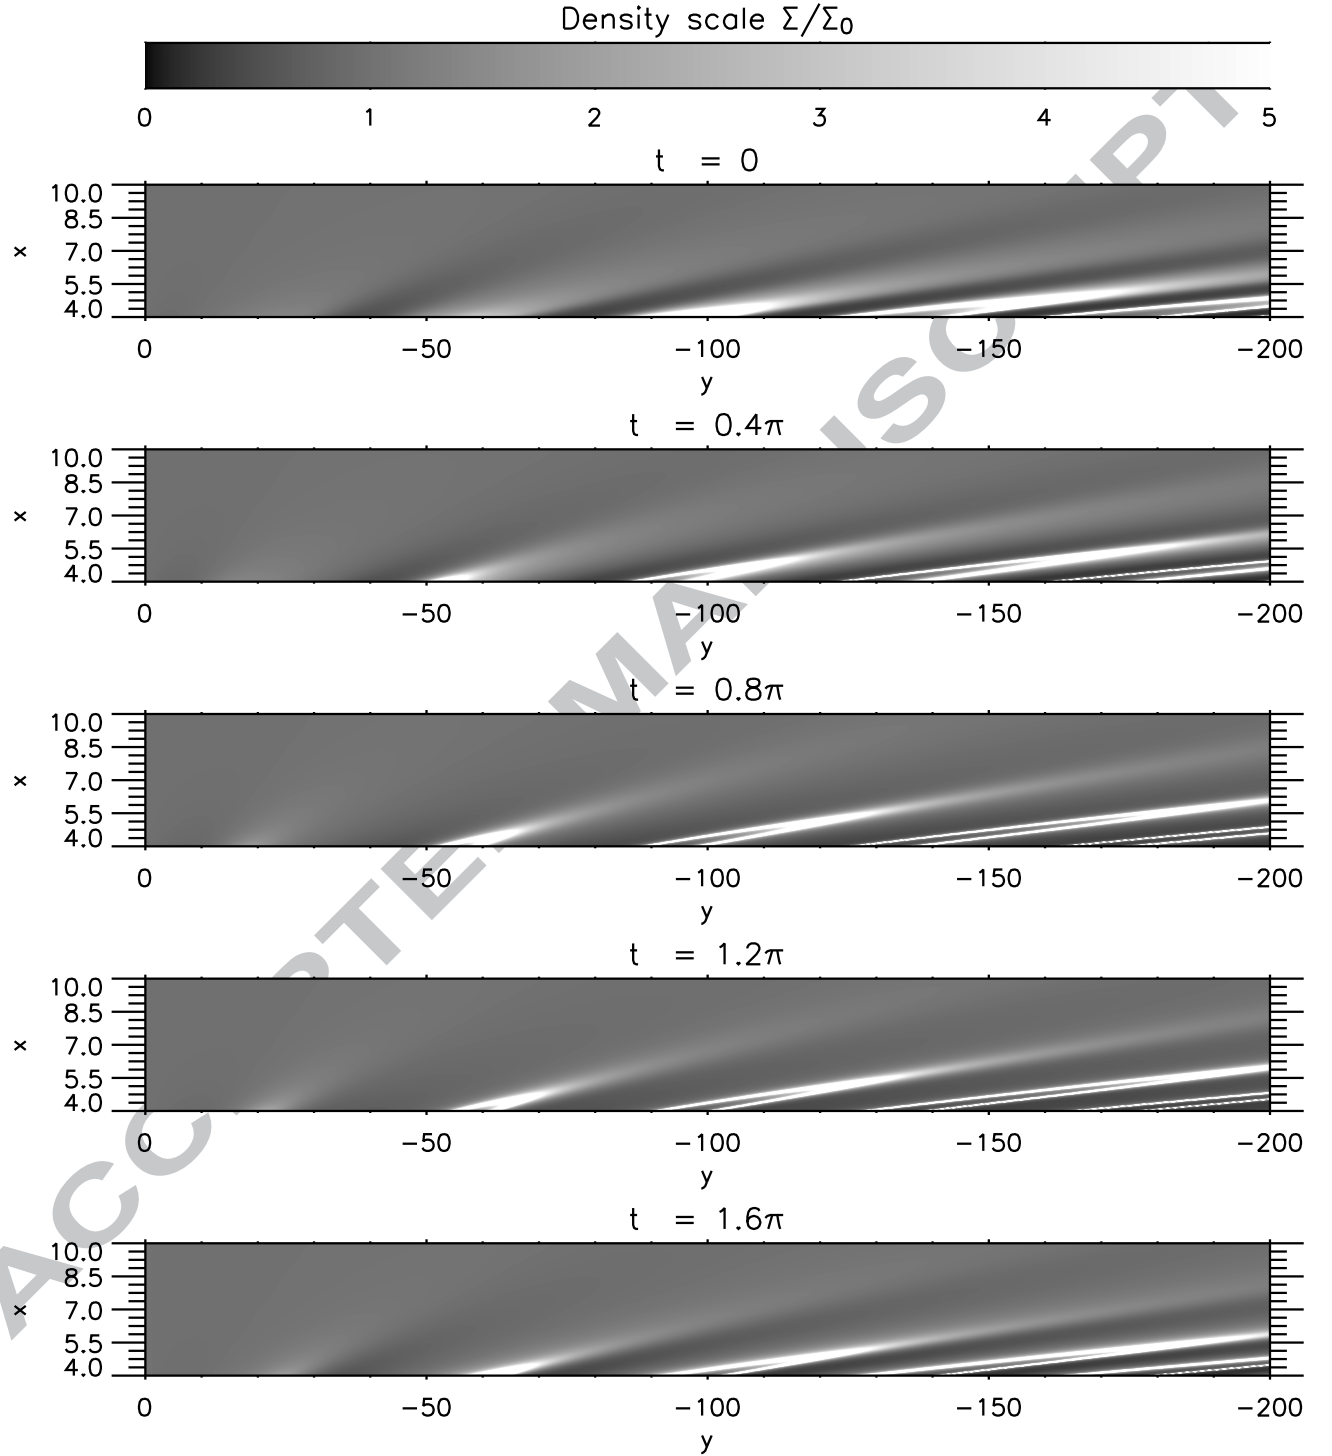 Density scale Σ/Σ0
0 1 2 3 4 5
t = 0
10.0
8.5
7.0
5.5
4.0
x
0 −50 −100 −150 −200
y
t = 0.4π
10.0
8.5
7.0
5.5
4.0
x
0 −50 −100 −150 −200
y
t = 0.8π
10.0
8.5
7.0
5.5
4.0
x
0 −50 −100 −150 −200
y
t = 1.2π
10.0
8.5
7.0
5.5
4.0
x
0 −50 −100 −150 −200
y
t = 1.6π
10.0
8.5
7.0
5.5
4.0
x
0 −50 −100 −150 −200
y
ACCEPTED MANUSCRIPT